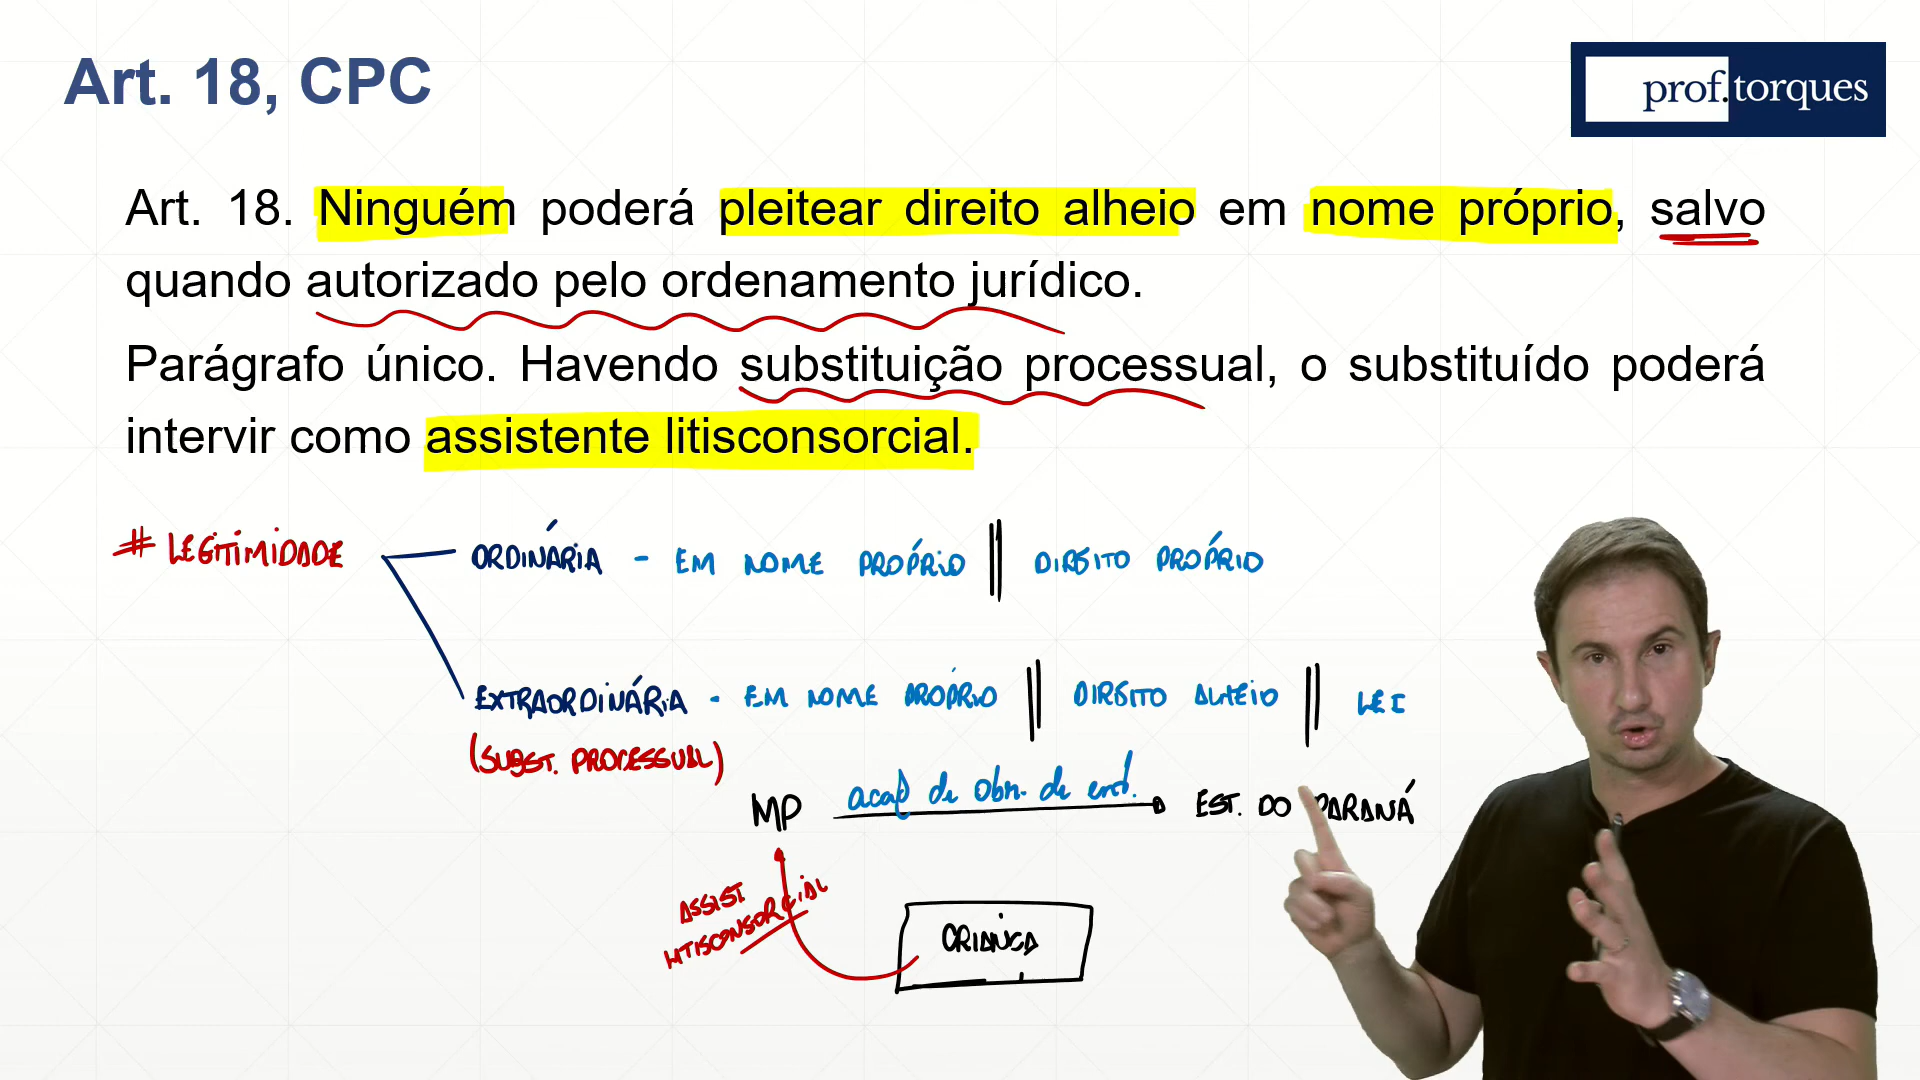 Art. 18, CPC
prof.torques
Art. 18. Ninguém poderá pleitear direito alheio em nome próprio, salvo
quando autorizado pelo ordenamento jurídico.
Parágrafo único. Havendo substituição processual, o substituído poderá
intervir como assistente litisconsorcial.
# LEGITIMIDADE
ORDINÁRIA - EM NOME PRÓPRIO || DIREITO PRÓPRIO
EXTRAORDINÁRIA - EM NOME PRÓPRIO || DIREITO ALHEIO || LEI
(SUBST. PROCESSUAL)
MP de Obr. de EST. DO PARANÁ
ASSIST
LITISCONSORCIAL
CRIANÇA